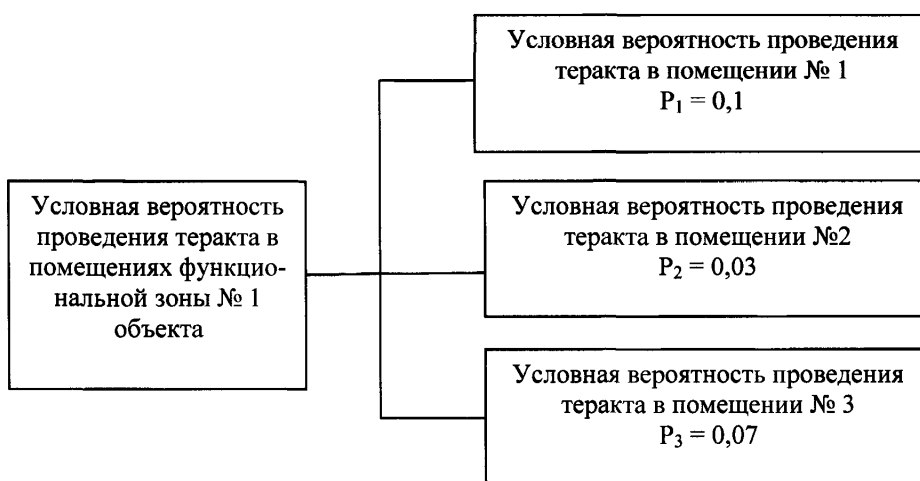 Условная вероятность проведения
теракта в помещении № 1
P₁ = 0,1
Условная вероятность
проведения теракта в
помещениях функцио-
нальной зоны № 1
объекта
Условная вероятность проведения
теракта в помещении №2
P₂ = 0,03
Условная вероятность проведения
теракта в помещении № 3
P₃ = 0,07